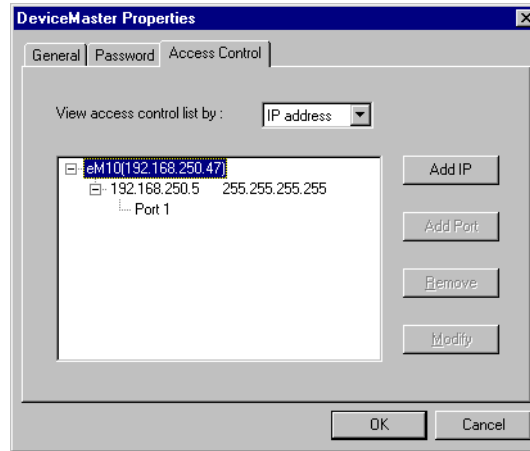 DeviceMaster Properties
General Password Access Control
View access control list by : IP address
eM10(192.168.250.47)
192.168.250.5 255.255.255.255
Port 1
Add IP
Add Port
Remove
Modify
OK Cancel